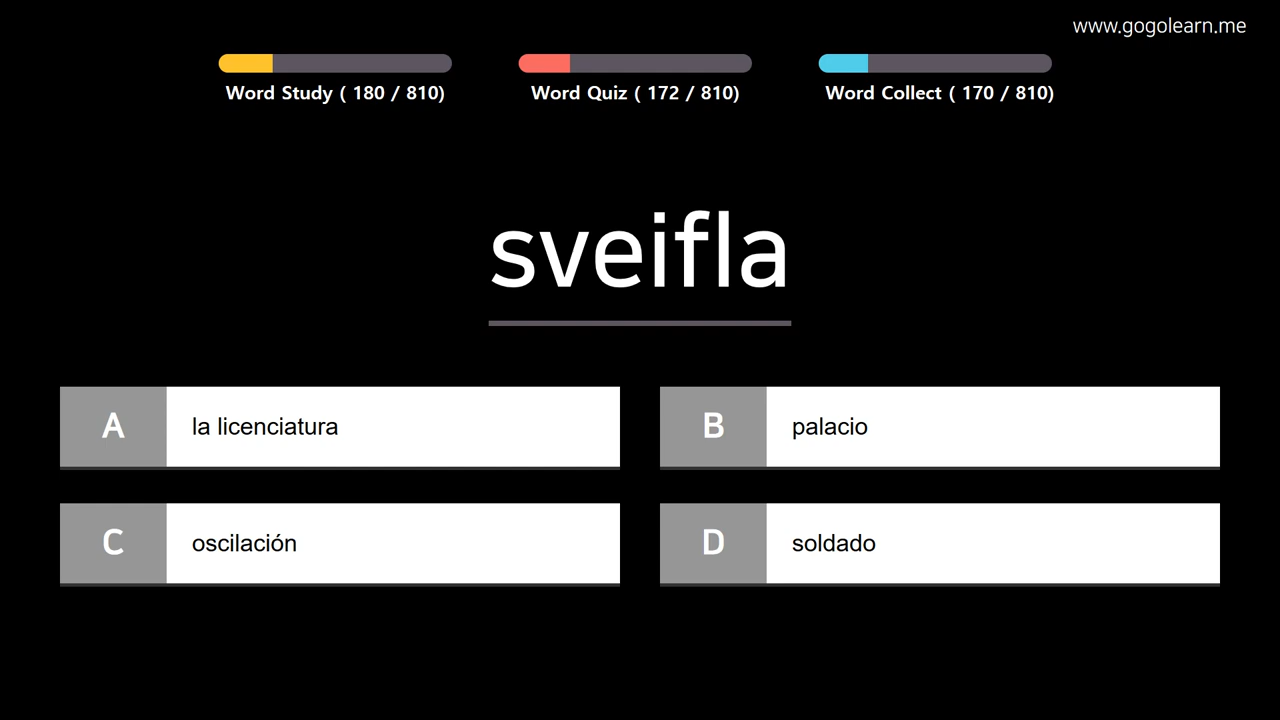 www.gogolearn.me
Word Study ( 180 / 810)
Word Quiz ( 172 / 810)
Word Collect ( 170 / 810)
sveifla
A la licenciatura
B palacio
C oscilación
D soldado